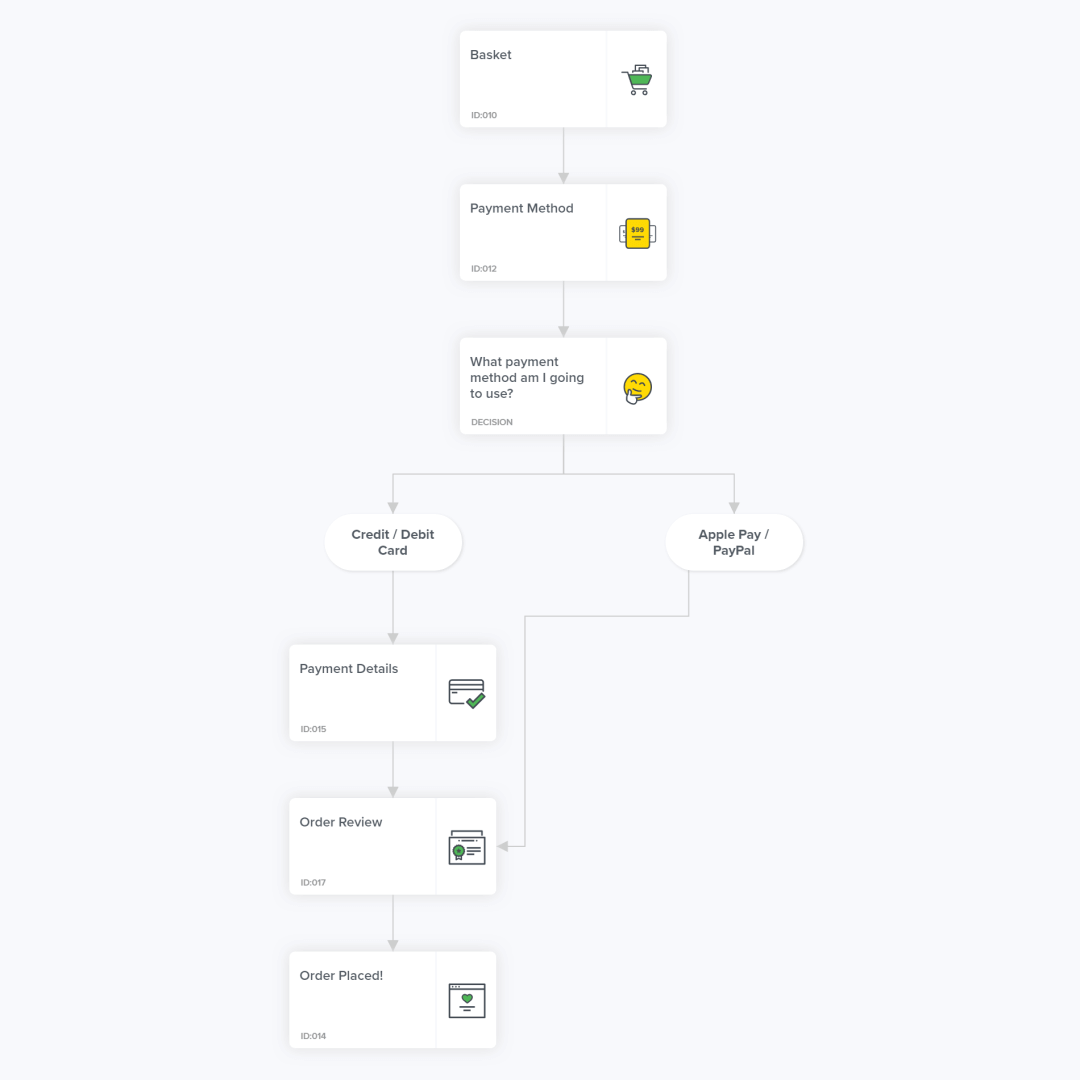 Basket
ID:010
Payment Method
$99
ID:012
What payment
method am I going
to use?
DECISION
Credit / Debit
Card
Apple Pay /
PayPal
Payment Details
ID:015
Order Review
ID:017
Order Placed!
ID:014